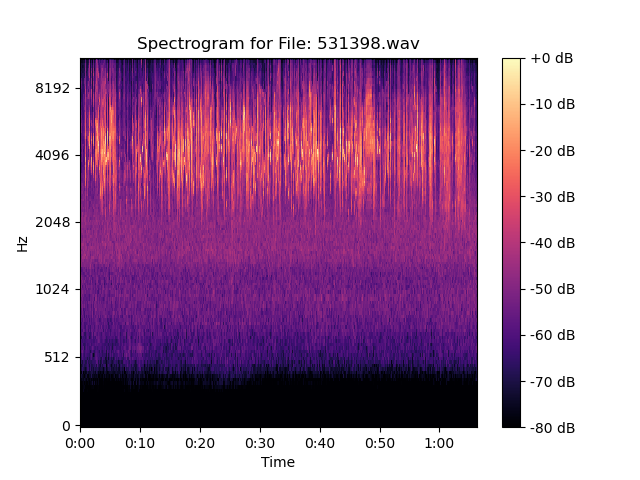 Spectrogram for File: 531398.wav
+0 dB
8192
-10 dB
-20 dB
4096
-30 dB
2048
-40 dB
Hz
-50 dB
1024
-60 dB
512
-70 dB
0
-80 dB
0:00 0:10 0:20 0:30 0:40 0:50 1:00
Time